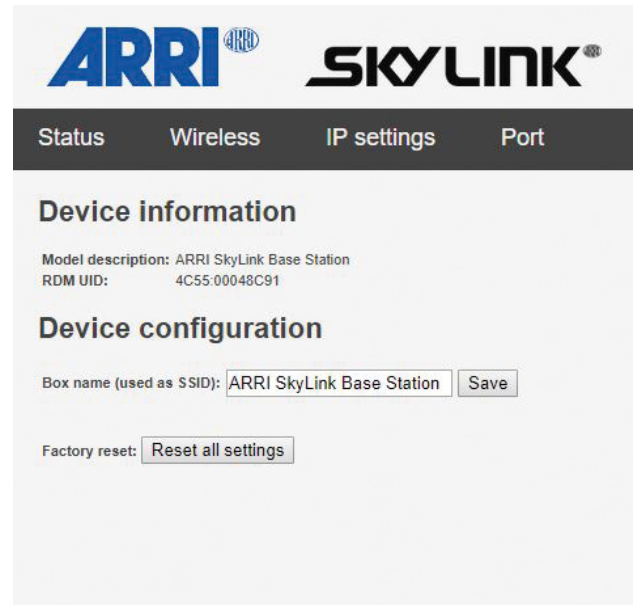 ARRI® ARRI SKYLINK®
Status Wireless IP settings Port
Device information
Model description: ARRI SkyLink Base Station
RDM UID: 4C55:00048C91
Device configuration
Box name (used as SSID): ARRI SkyLink Base Station Save
Factory reset: Reset all settings